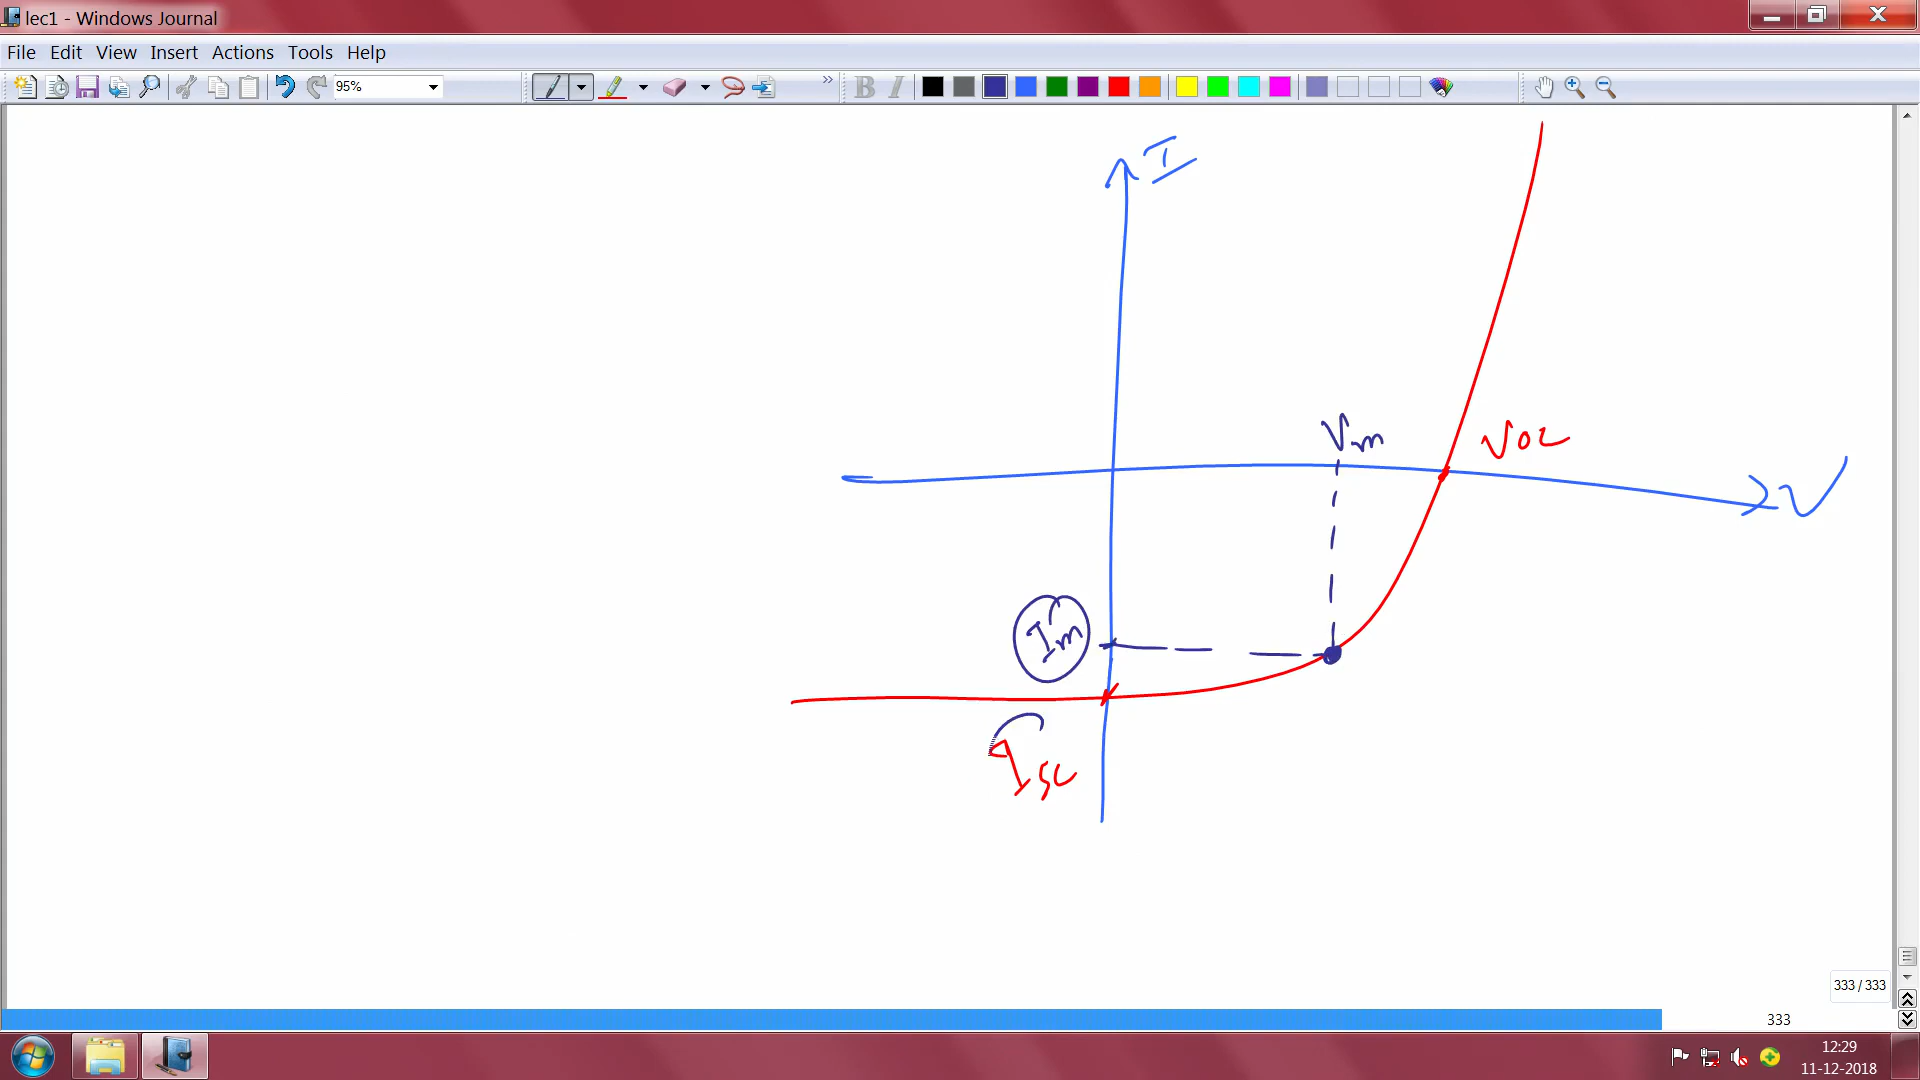 lec1 - Windows Journal
File Edit View Insert Actions Tools Help
95%
B I
I
Vm
Voc
V
Im
Isc
333 / 333
333
12:29
11-12-2018